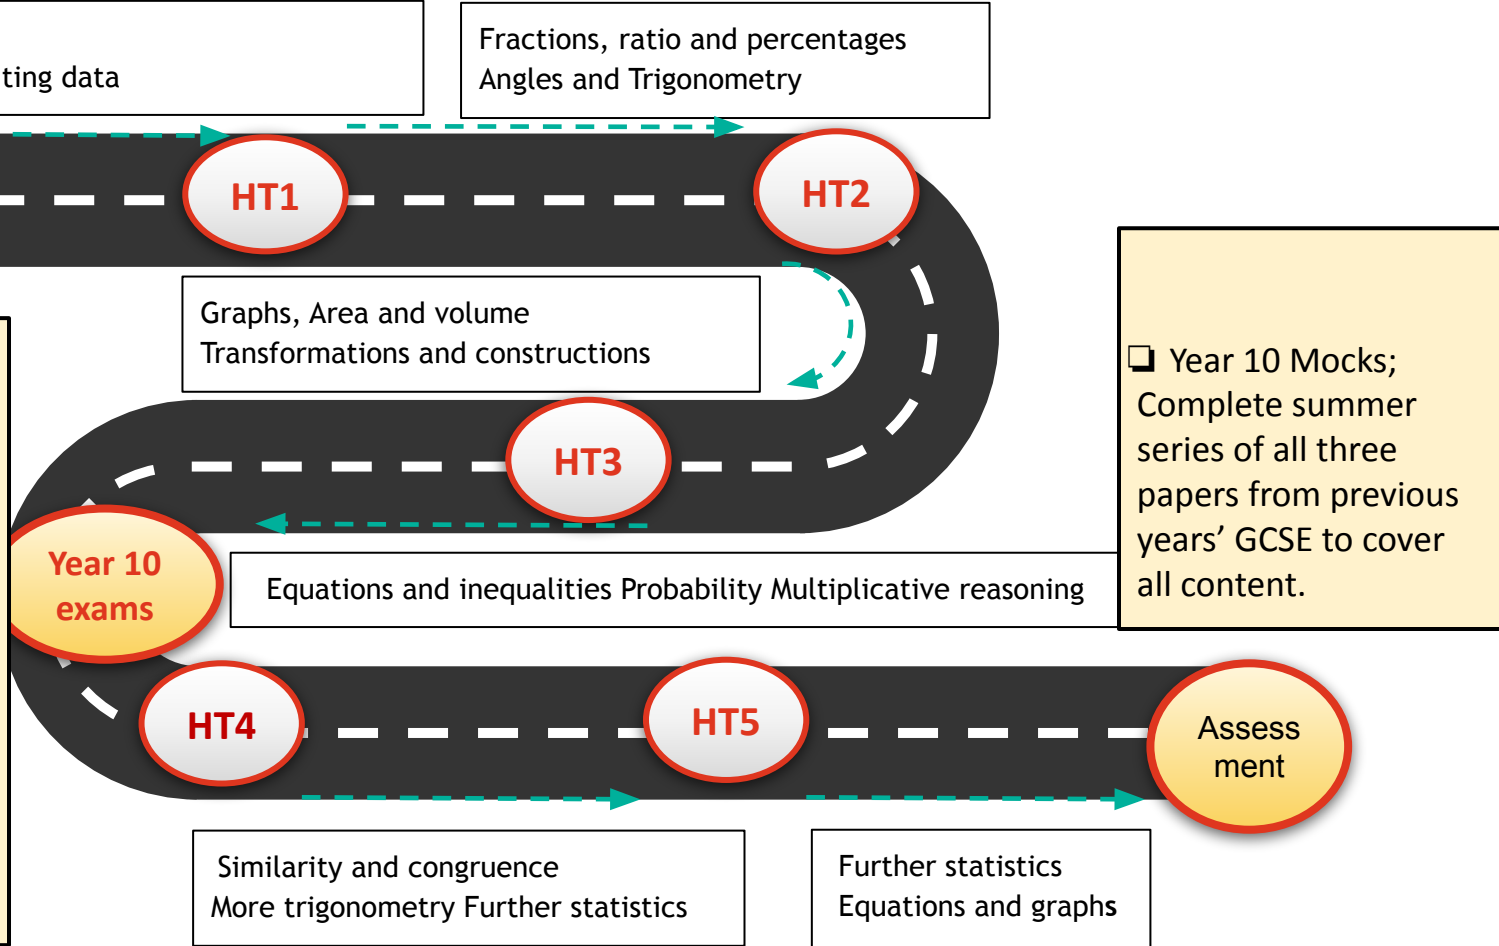 ting data
Fractions, ratio and percentages
Angles and Trigonometry
HT1
HT2
Graphs, Area and volume
Transformations and constructions
HT3
❑ Year 10 Mocks;
Complete summer
series of all three
papers from previous
years’ GCSE to cover
all content.
Year 10
exams
Equations and inequalities Probability Multiplicative reasoning
HT4
HT5
Assess
ment
Similarity and congruence
More trigonometry Further statistics
Further statistics
Equations and graphs